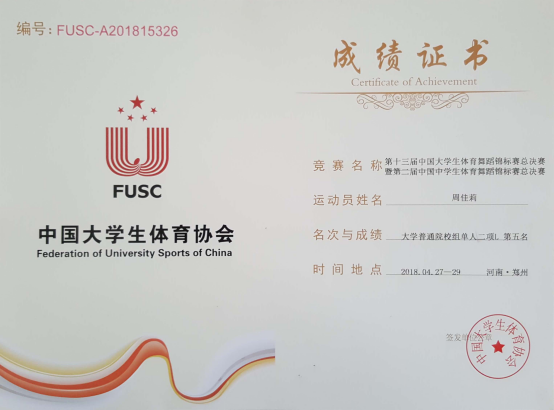 编号：FUSC-A201815326
FUSC
中国大学生体育协会
Federation of University Sports of China
成绩证书
Certificate of Achievement
竞赛名称 第十三届中国大学生体育舞蹈锦标赛总决赛
暨第二届中国中学生体育舞蹈锦标赛总决赛
运动员姓名 周佳莉
名次与成绩 大学普通院校组单人二项L 第五名
时间地点 2018.04.27—29 河南·郑州
签发单位
中国大学生体育协会